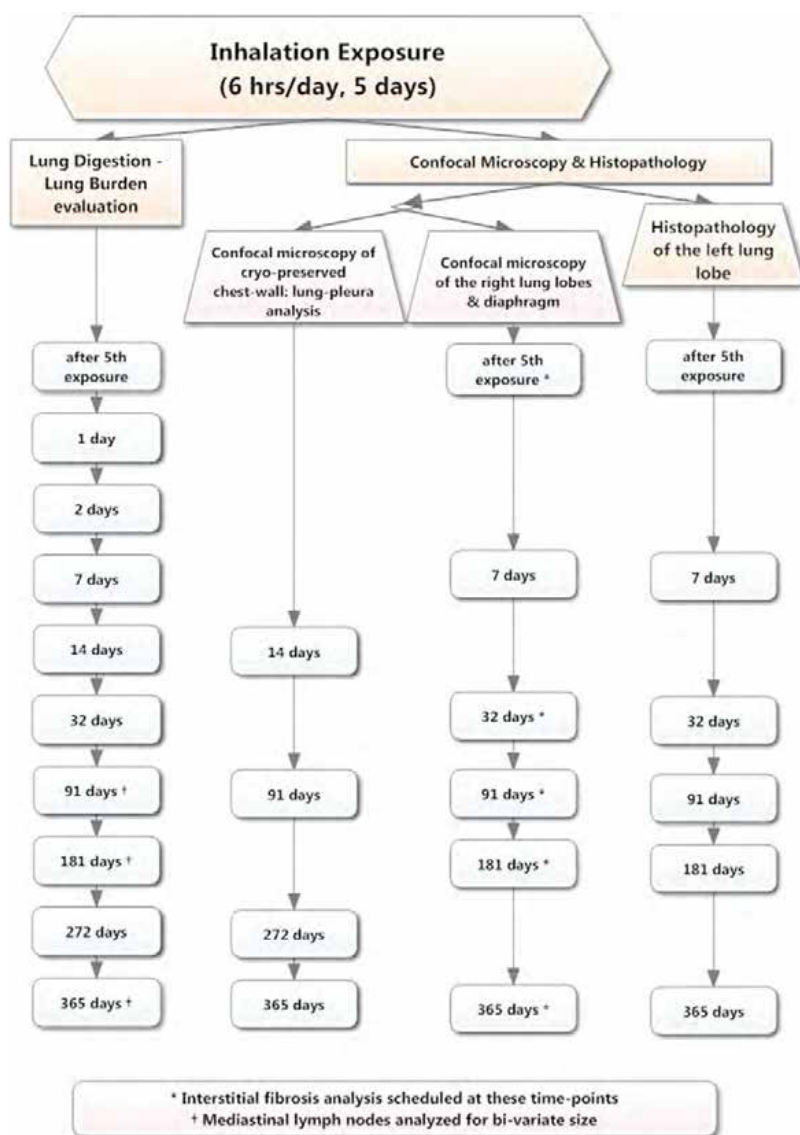 Inhalation Exposure
(6 hrs/day, 5 days)
Lung Digestion -
Lung Burden
evaluation
Confocal Microscopy & Histopathology
Confocal microscopy of
cryo-preserved
chest-wall: lung-pleura
analysis
Confocal microscopy
of the right lung lobes
& diaphragm
Histopathology
of the left lung
lobe
after 5th
exposure
1 day
2 days
7 days
14 days
32 days
91 days †
181 days †
272 days
365 days †
14 days
91 days
272 days
365 days
after 5th
exposure *
7 days
32 days *
91 days *
181 days *
365 days *
after 5th
exposure
7 days
32 days
91 days
181 days
365 days
* Interstitial fibrosis analysis scheduled at these time-points
† Mediastinal lymph nodes analyzed for bi-variate size